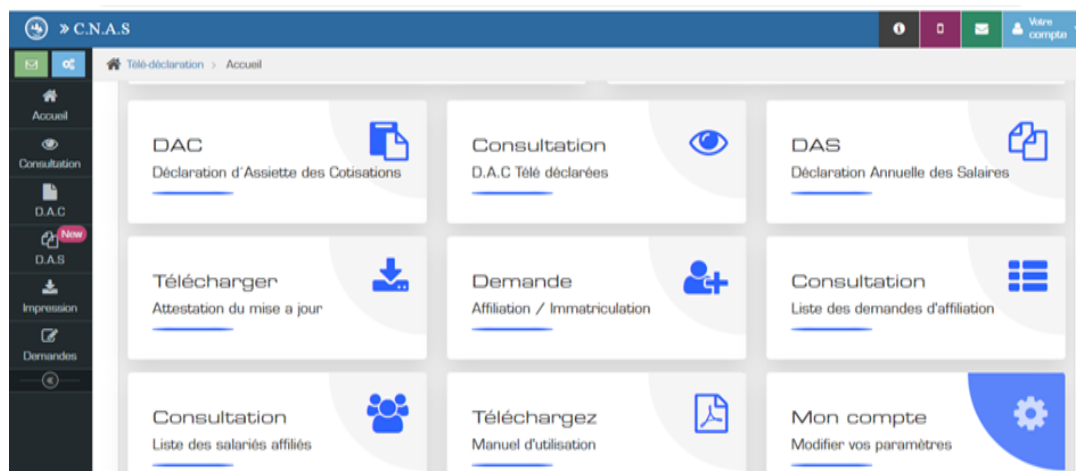 » C.N.A.S
Votre
compte
Télé-déclaration > Accueil
Accueil
Consultation
D.A.C
New
D.A.S
Impression
Demandes
DAC
Déclaration d'Assiette des Cotisations
Consultation
D.A.C Télé déclarées
DAS
Déclaration Annuelle des Salaires
Télécharger
Attestation du mise a jour
Demande
Affiliation / Immatriculation
Consultation
Liste des demandes d'affiliation
Consultation
Liste des salariés affiliés
Téléchargez
Manuel d'utilisation
Mon compte
Modifier vos paramètres